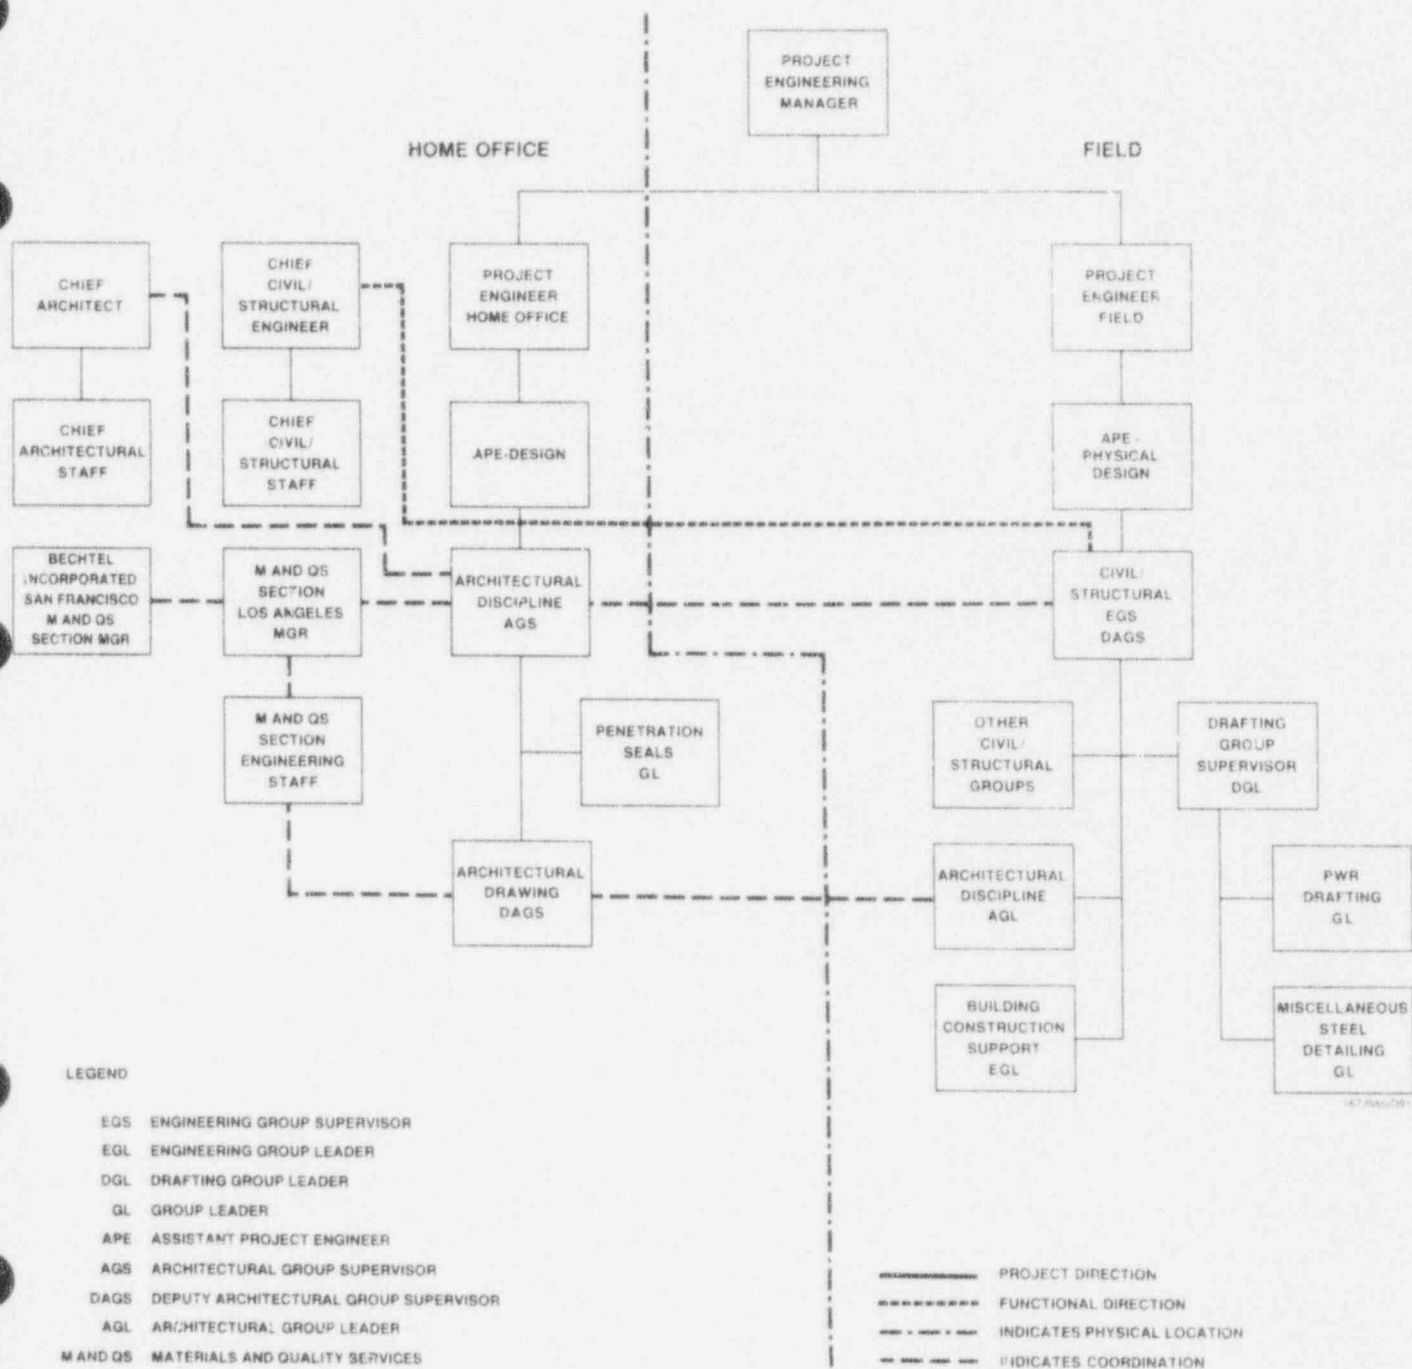 PROJECT
ENGINEERING
MANAGER
HOME OFFICE
FIELD
CHIEF
ARCHITECT
CHIEF
CIVIL/
STRUCTURAL
ENGINEER
PROJECT
ENGINEER
HOME OFFICE
PROJECT
ENGINEER
FIELD
CHIEF
ARCHITECTURAL
STAFF
CHIEF
CIVIL/
STRUCTURAL
STAFF
APE-DESIGN
APE-
PHYSICAL
DESIGN
BECHTEL
INCORPORATED
SAN FRANCISCO
M AND QS
SECTION MGR
M AND QS
SECTION
LOS ANGELES
MGR
ARCHITECTURAL
DISCIPLINE
AGS
CIVIL/
STRUCTURAL
EGS
DAGS
M AND QS
SECTION
ENGINEERING
STAFF
PENETRATION
SEALS
GL
OTHER
CIVIL/
STRUCTURAL
GROUPS
DRAFTING
GROUP
SUPERVISOR
DGL
ARCHITECTURAL
DRAWING
DAGS
ARCHITECTURAL
DISCIPLINE
AGL
PWR
DRAFTING
GL
BUILDING
CONSTRUCTION
SUPPORT
EGL
MISCELLANEOUS
STEEL
DETAILING
GL
LEGEND
EGS ENGINEERING GROUP SUPERVISOR
EGL ENGINEERING GROUP LEADER
DGL DRAFTING GROUP LEADER
GL GROUP LEADER
APE ASSISTANT PROJECT ENGINEER
AGS ARCHITECTURAL GROUP SUPERVISOR
DAGS DEPUTY ARCHITECTURAL GROUP SUPERVISOR
AGL ARCHITECTURAL GROUP LEADER
M AND QS MATERIALS AND QUALITY SERVICES
PROJECT DIRECTION
FUNCTIONAL DIRECTION
INDICATES PHYSICAL LOCATION
INDICATES COORDINATION